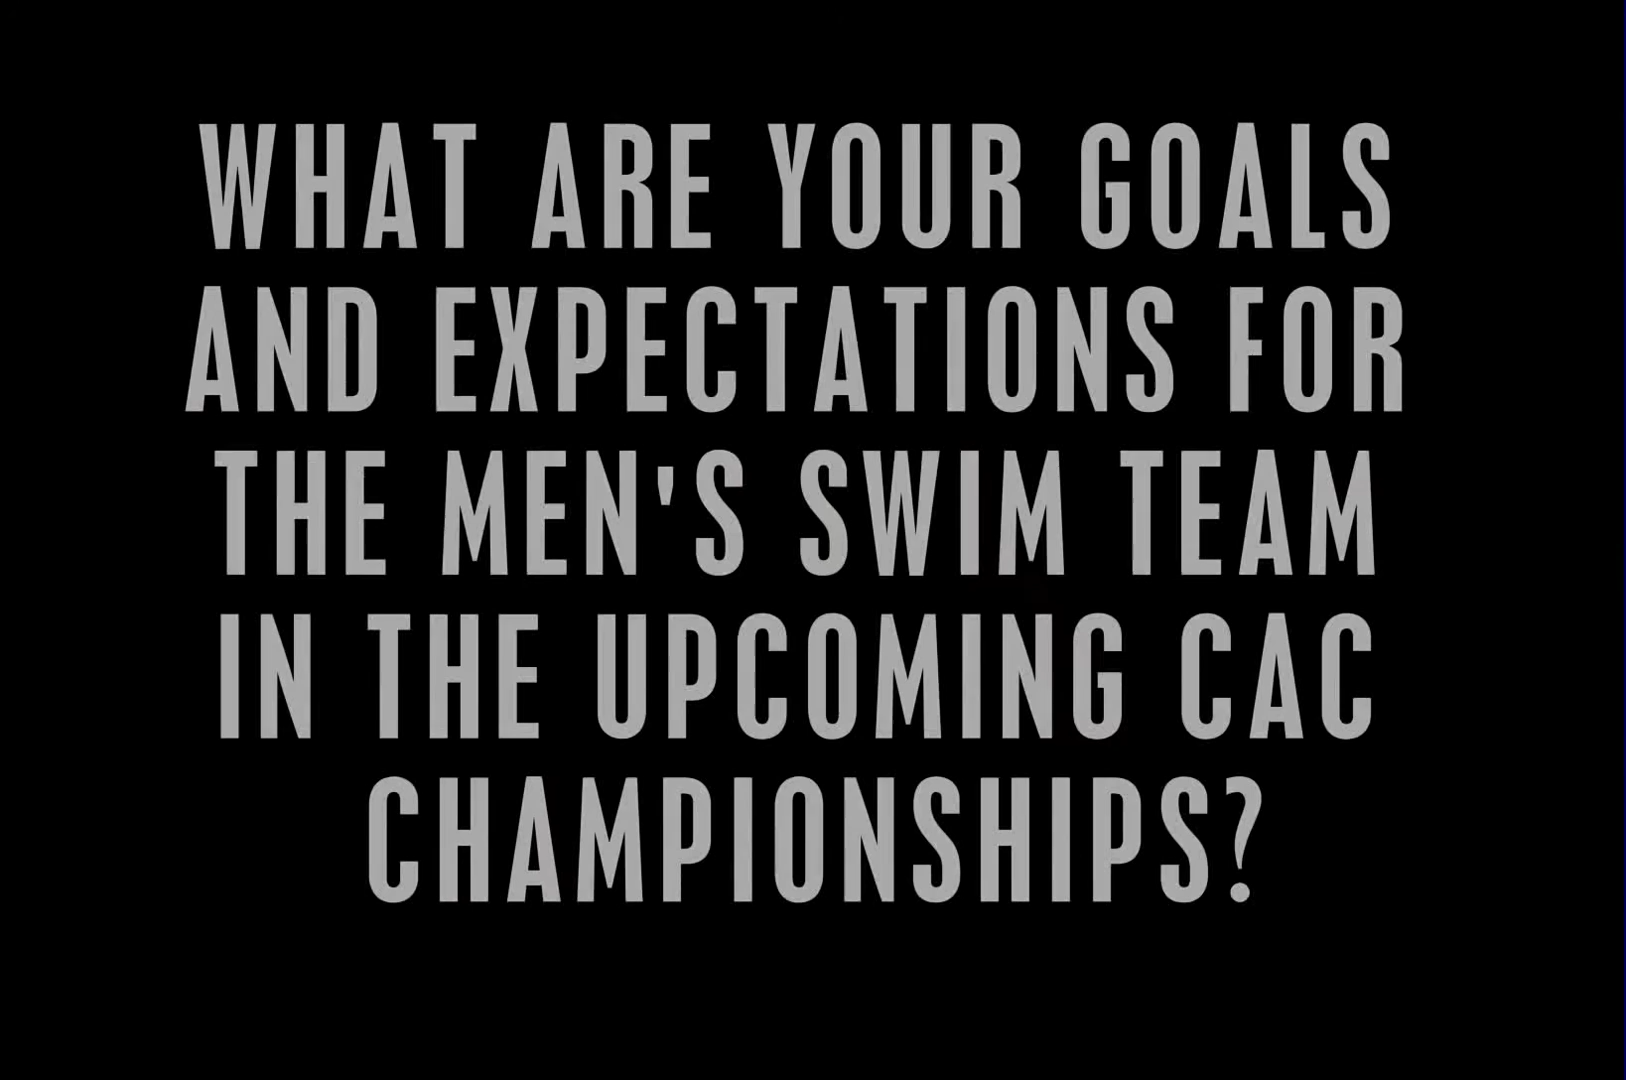 WHAT ARE YOUR GOALS
AND EXPECTATIONS FOR
THE MEN'S SWIM TEAM
IN THE UPCOMING CAC
CHAMPIONSHIPS?